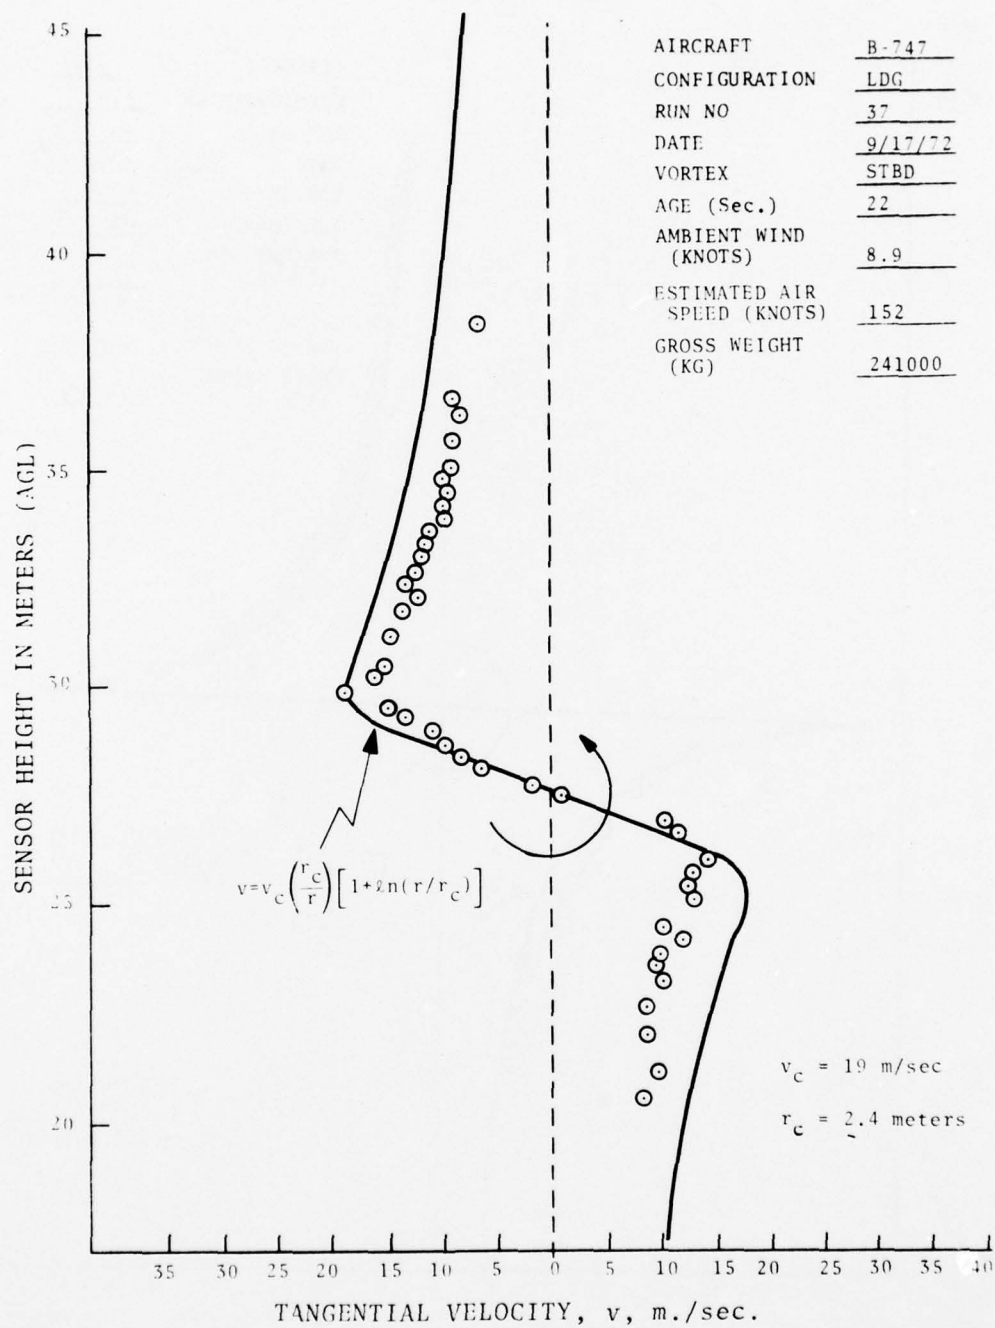 AIRCRAFT B-747
CONFIGURATION LDG
RUN NO 37
DATE 9/17/72
VORTEX STBD
AGE (Sec.) 22
AMBIENT WIND
(KNOTS) 8.9
ESTIMATED AIR
SPEED (KNOTS) 152
GROSS WEIGHT
(KG) 241000
SENSOR HEIGHT IN METERS (AGL)
45
40
35
30
25
20
v=v_c(r_c/r)[1+ℓn(r/r_c)]
v_c = 19 m/sec
r_c = 2.4 meters
35 30 25 20 15 10 5 0 5 10 15 20 25 30 35 40
TANGENTIAL VELOCITY, v, m./sec.